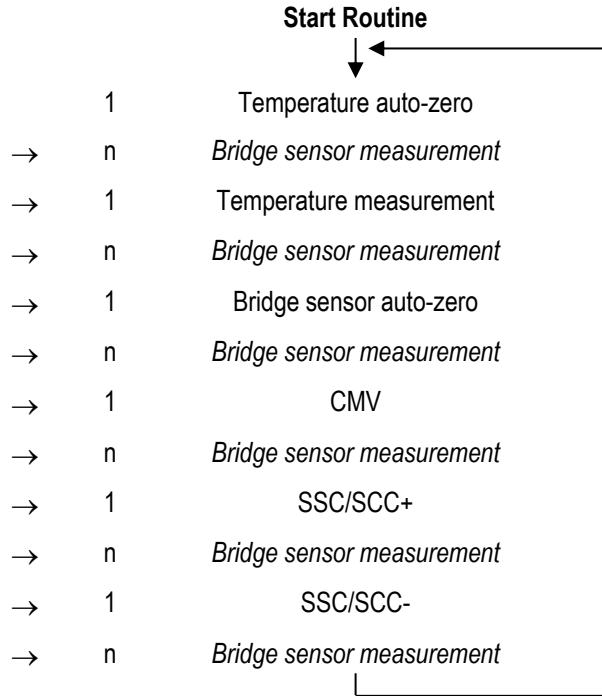 Start Routine
1 Temperature auto-zero
→ n Bridge sensor measurement
→ 1 Temperature measurement
→ n Bridge sensor measurement
→ 1 Bridge sensor auto-zero
→ n Bridge sensor measurement
→ 1 CMV
→ n Bridge sensor measurement
→ 1 SSC/SCC+
→ n Bridge sensor measurement
→ 1 SSC/SCC-
→ n Bridge sensor measurement